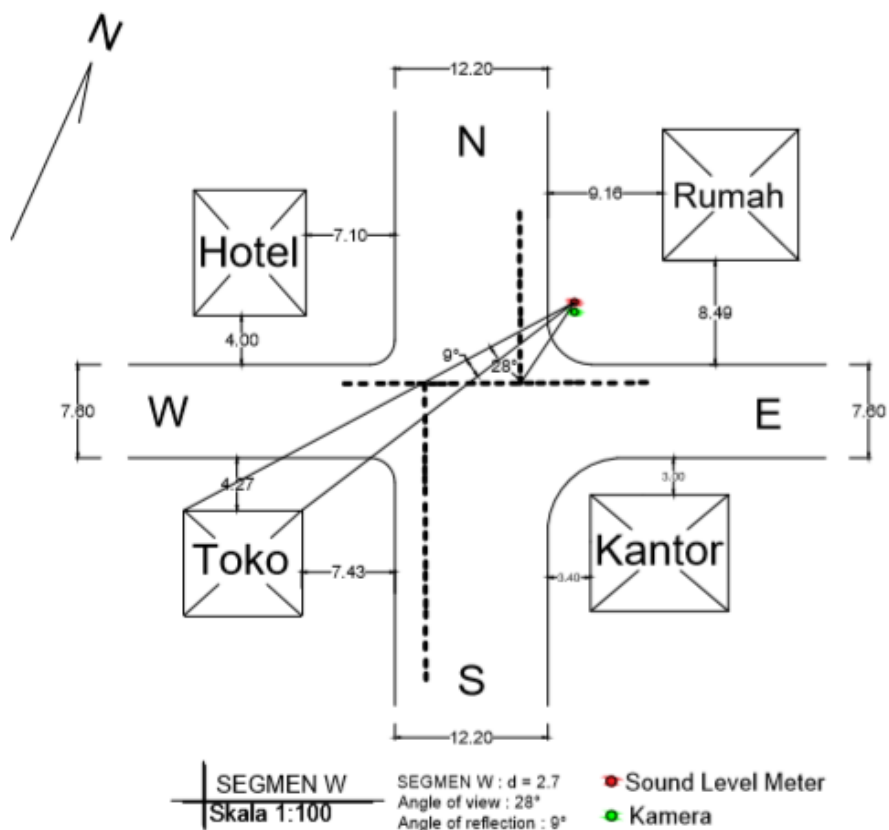 N
12.20
N
Rumah
9.16
Hotel
7.10
8.49
4.00
9°
28°
7.60
W
E
7.60
4.27
3.00
Toko
Kantor
7.43
3.40
S
12.20
SEGMEN W
Skala 1:100
SEGMEN W : d = 2.7
Angle of view : 28°
Angle of reflection : 9°
Sound Level Meter
Kamera